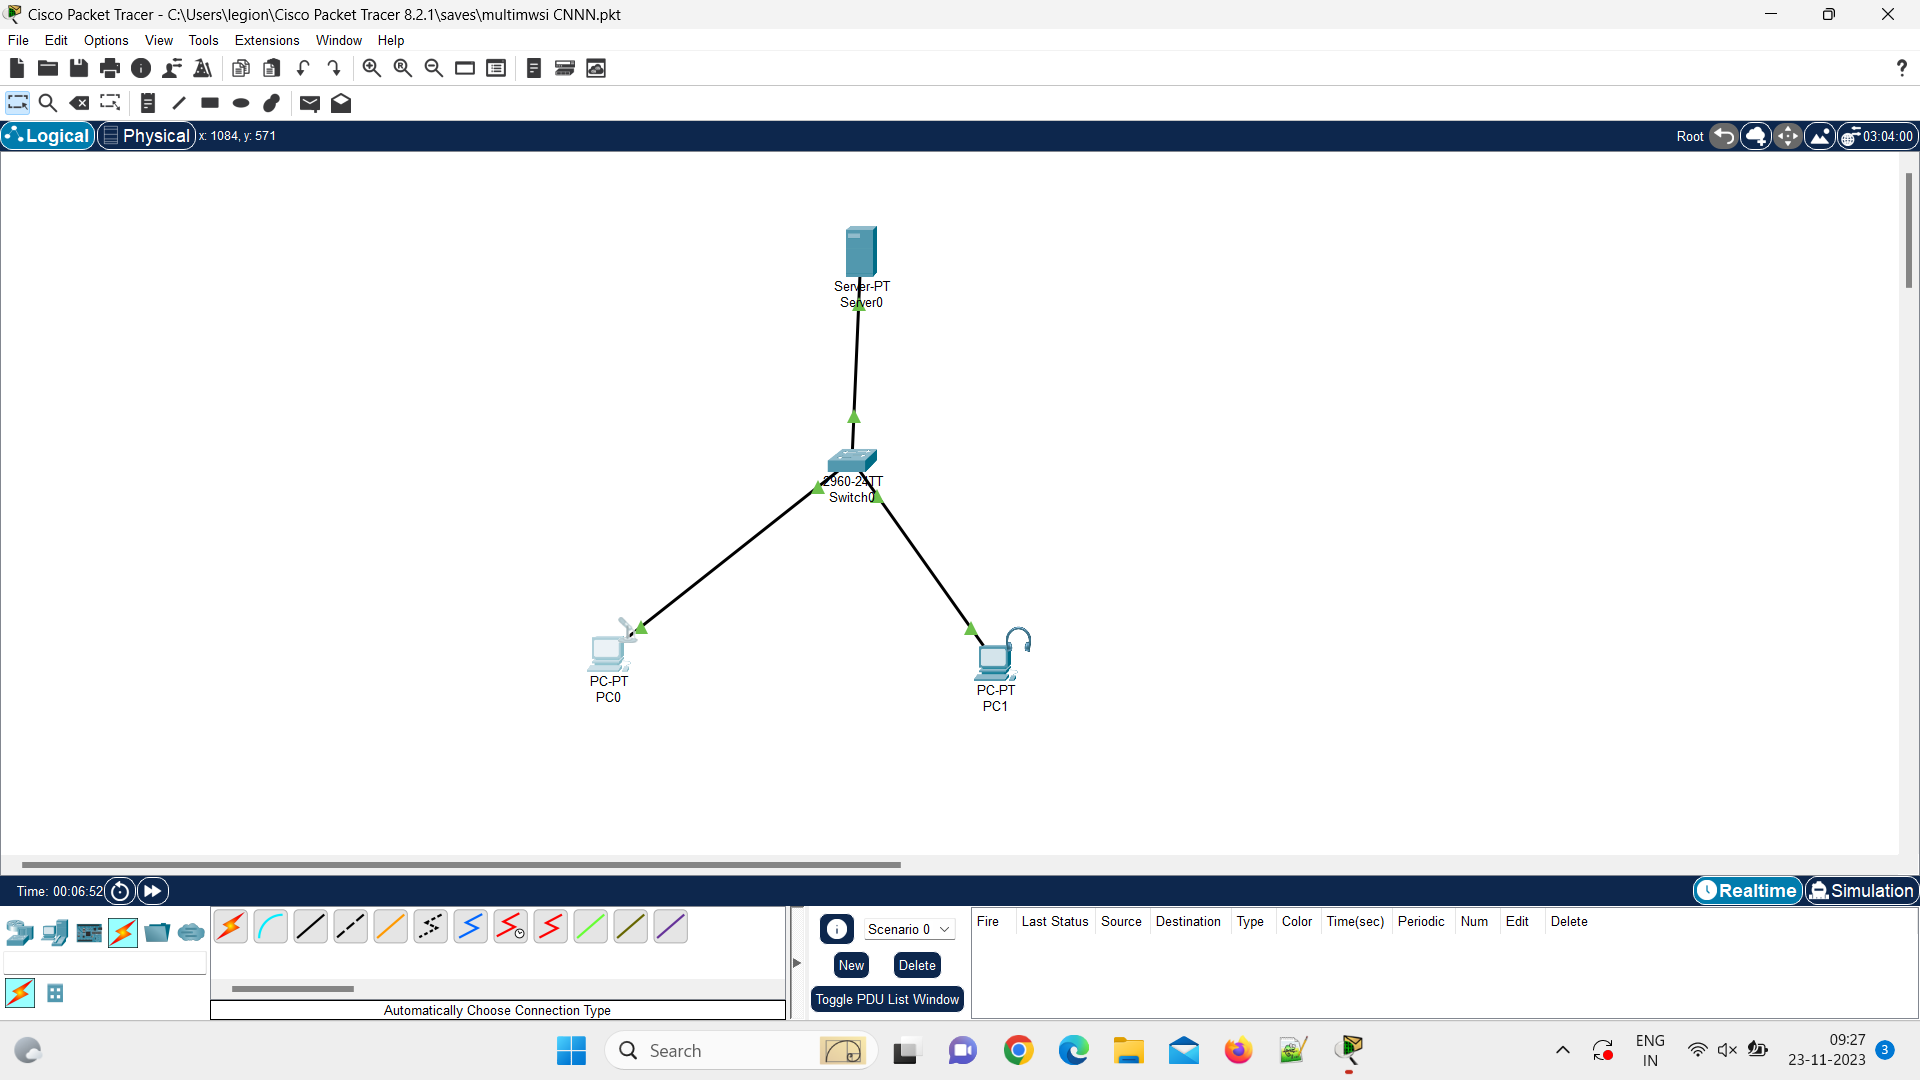 Cisco Packet Tracer - C:\Users\legion\Cisco Packet Tracer 8.2.1\saves\multimwsi CNNN.pkt
File Edit Options View Tools Extensions Window Help
?
Logical Physical x: 1084, y: 571 Root 03:04:00
Server-PT
Server0
2960-24TT
Switch0
PC-PT
PC0
PC-PT
PC1
Time: 00:06:52 Realtime Simulation
Scenario 0
New Delete
Toggle PDU List Window
Fire Last Status Source Destination Type Color Time(sec) Periodic Num Edit Delete
Automatically Choose Connection Type
Search
ENG
IN
09:27
23-11-2023
3